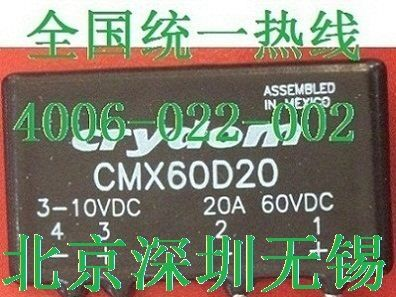 全国统一热线
ASSEMBLED
IN MEXICO
4006-022-002
crydom
CMX60D20
3-10VDC 20A 60VDC
4 3 2 1
- + - +
北京深圳无锡